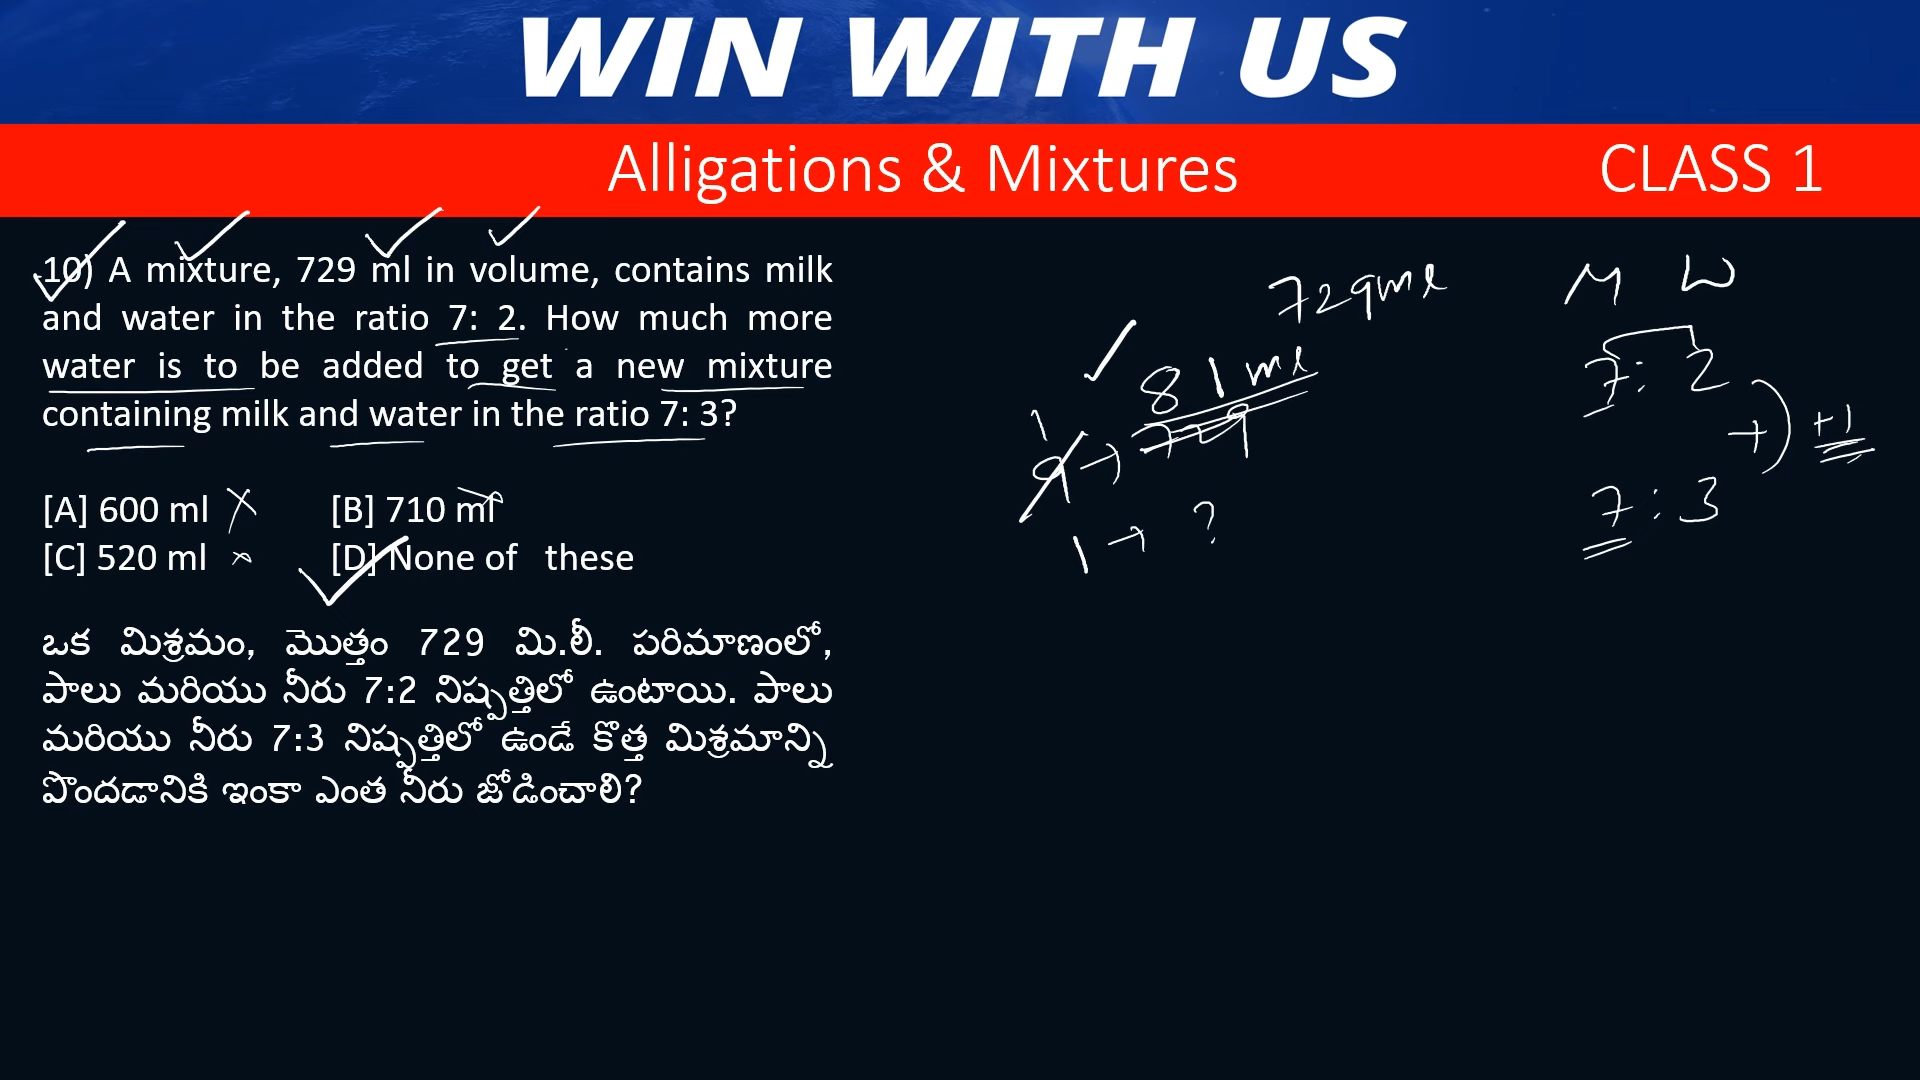 WIN WITH US
Alligations & Mixtures CLASS 1
10) A mixture, 729 ml in volume, contains milk
and water in the ratio 7: 2. How much more
water is to be added to get a new mixture
containing milk and water in the ratio 7: 3?
[A] 600 ml [B] 710 ml
[C] 520 ml [D] None of these
ఒక మిశ్రమం, మొత్తం 729 మి.లీ. పరిమాణంలో,
పాలు మరియు నీరు 7:2 నిష్పత్తిలో ఉంటాయి. పాలు
మరియు నీరు 7:3 నిష్పత్తిలో ఉండే కొత్త మిశ్రమాన్ని
పొందడానికి ఇంకా ఎంత నీరు జోడించాలి?
729ml
81ml
1
9 → 729
1 → ?
M W
7: 2
+) +1
7: 3